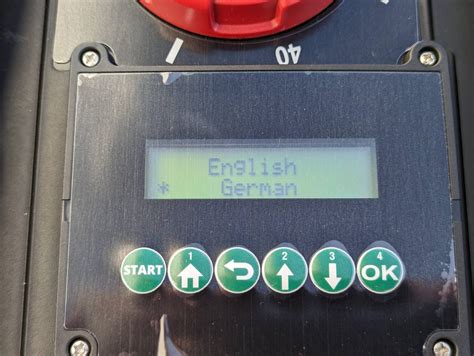 40
English
* German
START
1
2
3
4
OK